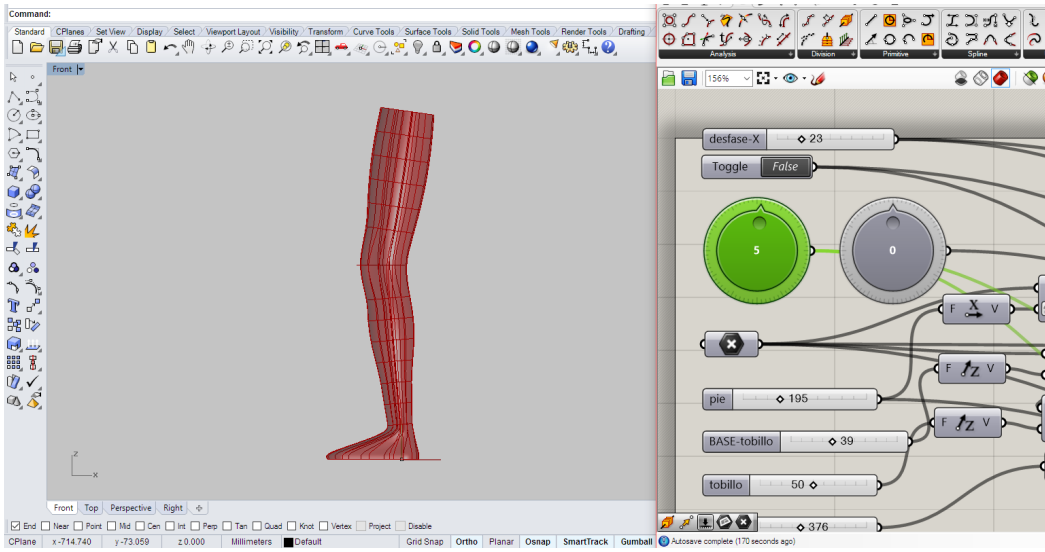 Command:
Standard CPlanes Set View Display Select Viewport Layout Visibility Transform Curve Tools Surface Tools Solid Tools Mesh Tools Render Tools Drafting
Front
z
x
Front Top Perspective Right
End Near Point Mid Cen Int Perp Tan Quad Knot Vertex Project Disable
CPlane x -714.740 y -73.059 z 0.000 Millimeters Default Grid Snap Ortho Planar Osnap SmartTrack Gumball
Analysis Division Primitive Spline
156%
desfase-X 23
Toggle False
5 0
F X V
F Z V
pie 195
F Z V
BASE-tobillo 39
tobillo 50
376
Autosave complete (170 seconds ago)